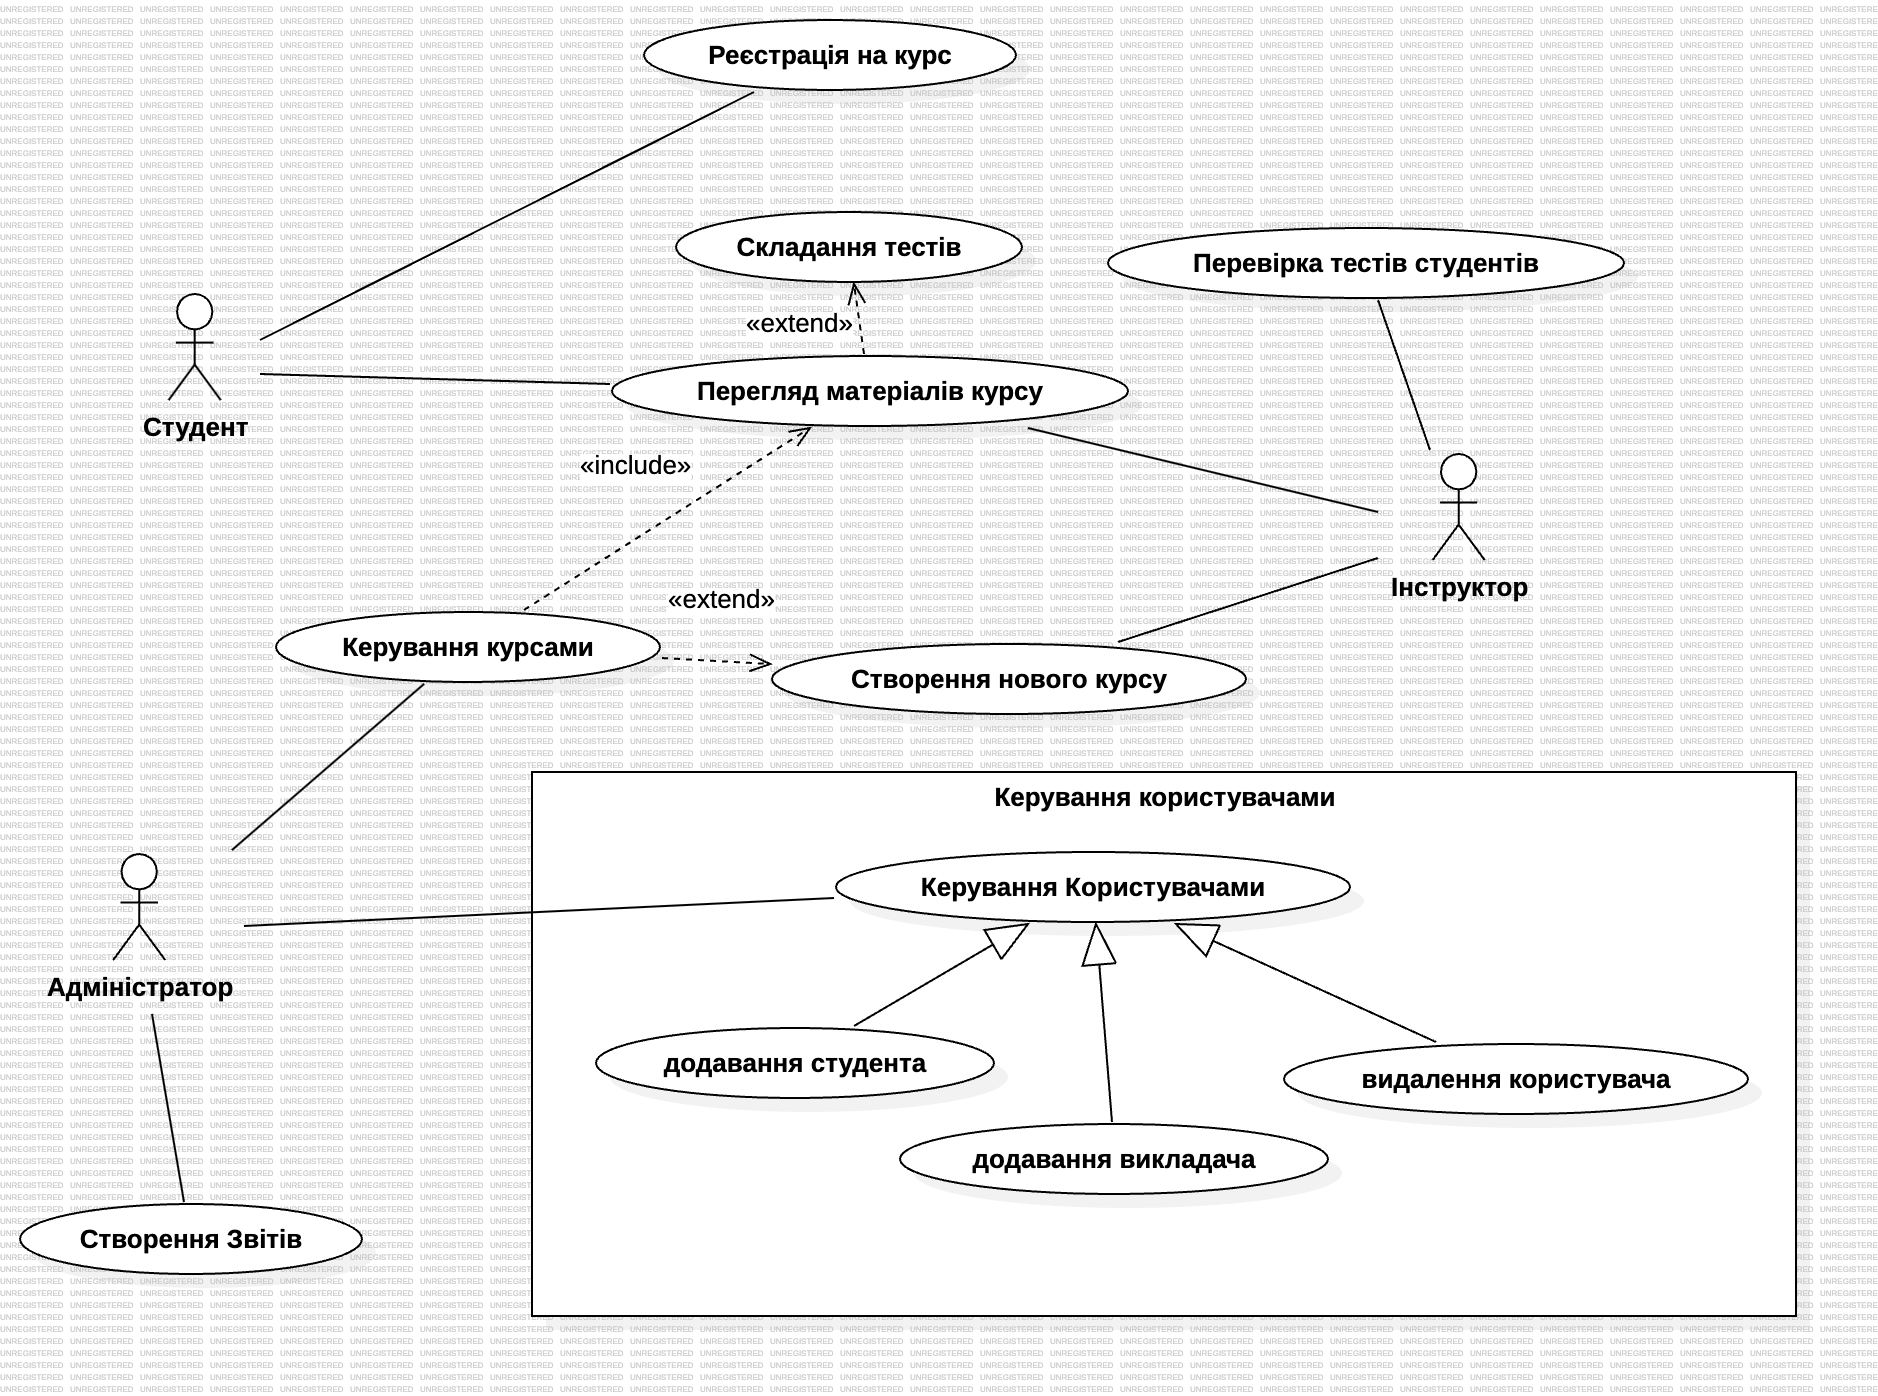 Реєстрація на курс
Складання тестів
Перевірка тестів студентів
«extend»
Перегляд матеріалів курсу
Студент
«include»
Інструктор
«extend»
Керування курсами
Створення нового курсу
Керування користувачами
Керування Користувачами
Адміністратор
додавання студента
видалення користувача
додавання викладача
Створення Звітів
UNREGISTERED